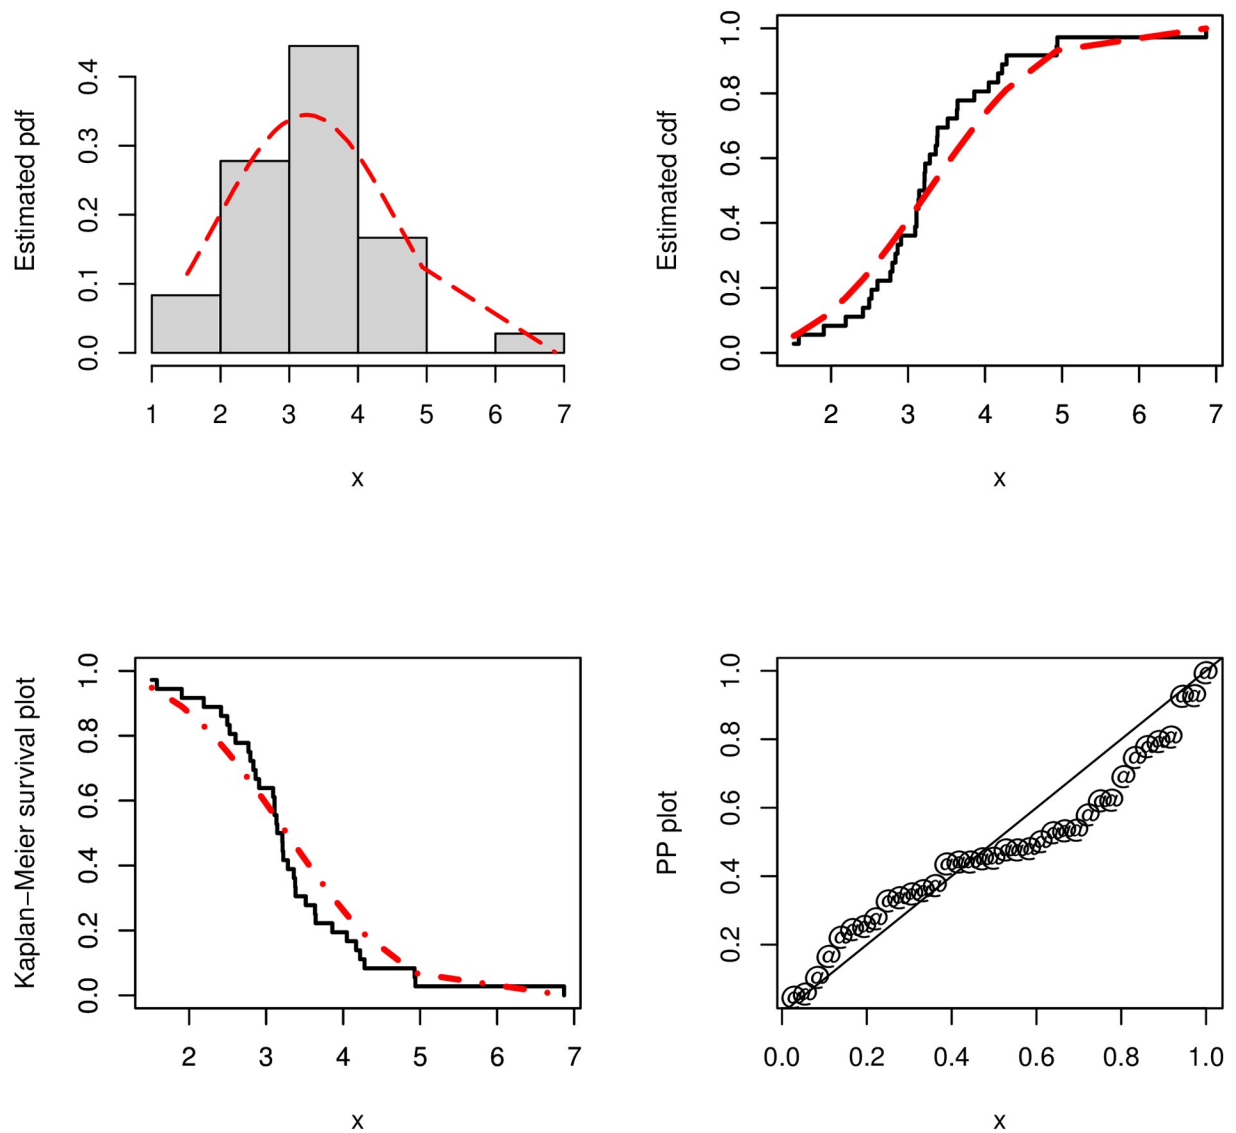 Estimated pdf
0.0 0.1 0.2 0.3 0.4
1 2 3 4 5 6 7
x
Estimated cdf
0.0 0.2 0.4 0.6 0.8 1.0
2 3 4 5 6 7
x
Kaplan−Meier survival plot
0.0 0.2 0.4 0.6 0.8 1.0
2 3 4 5 6 7
x
PP plot
0.2 0.4 0.6 0.8 1.0
0.0 0.2 0.4 0.6 0.8 1.0
x